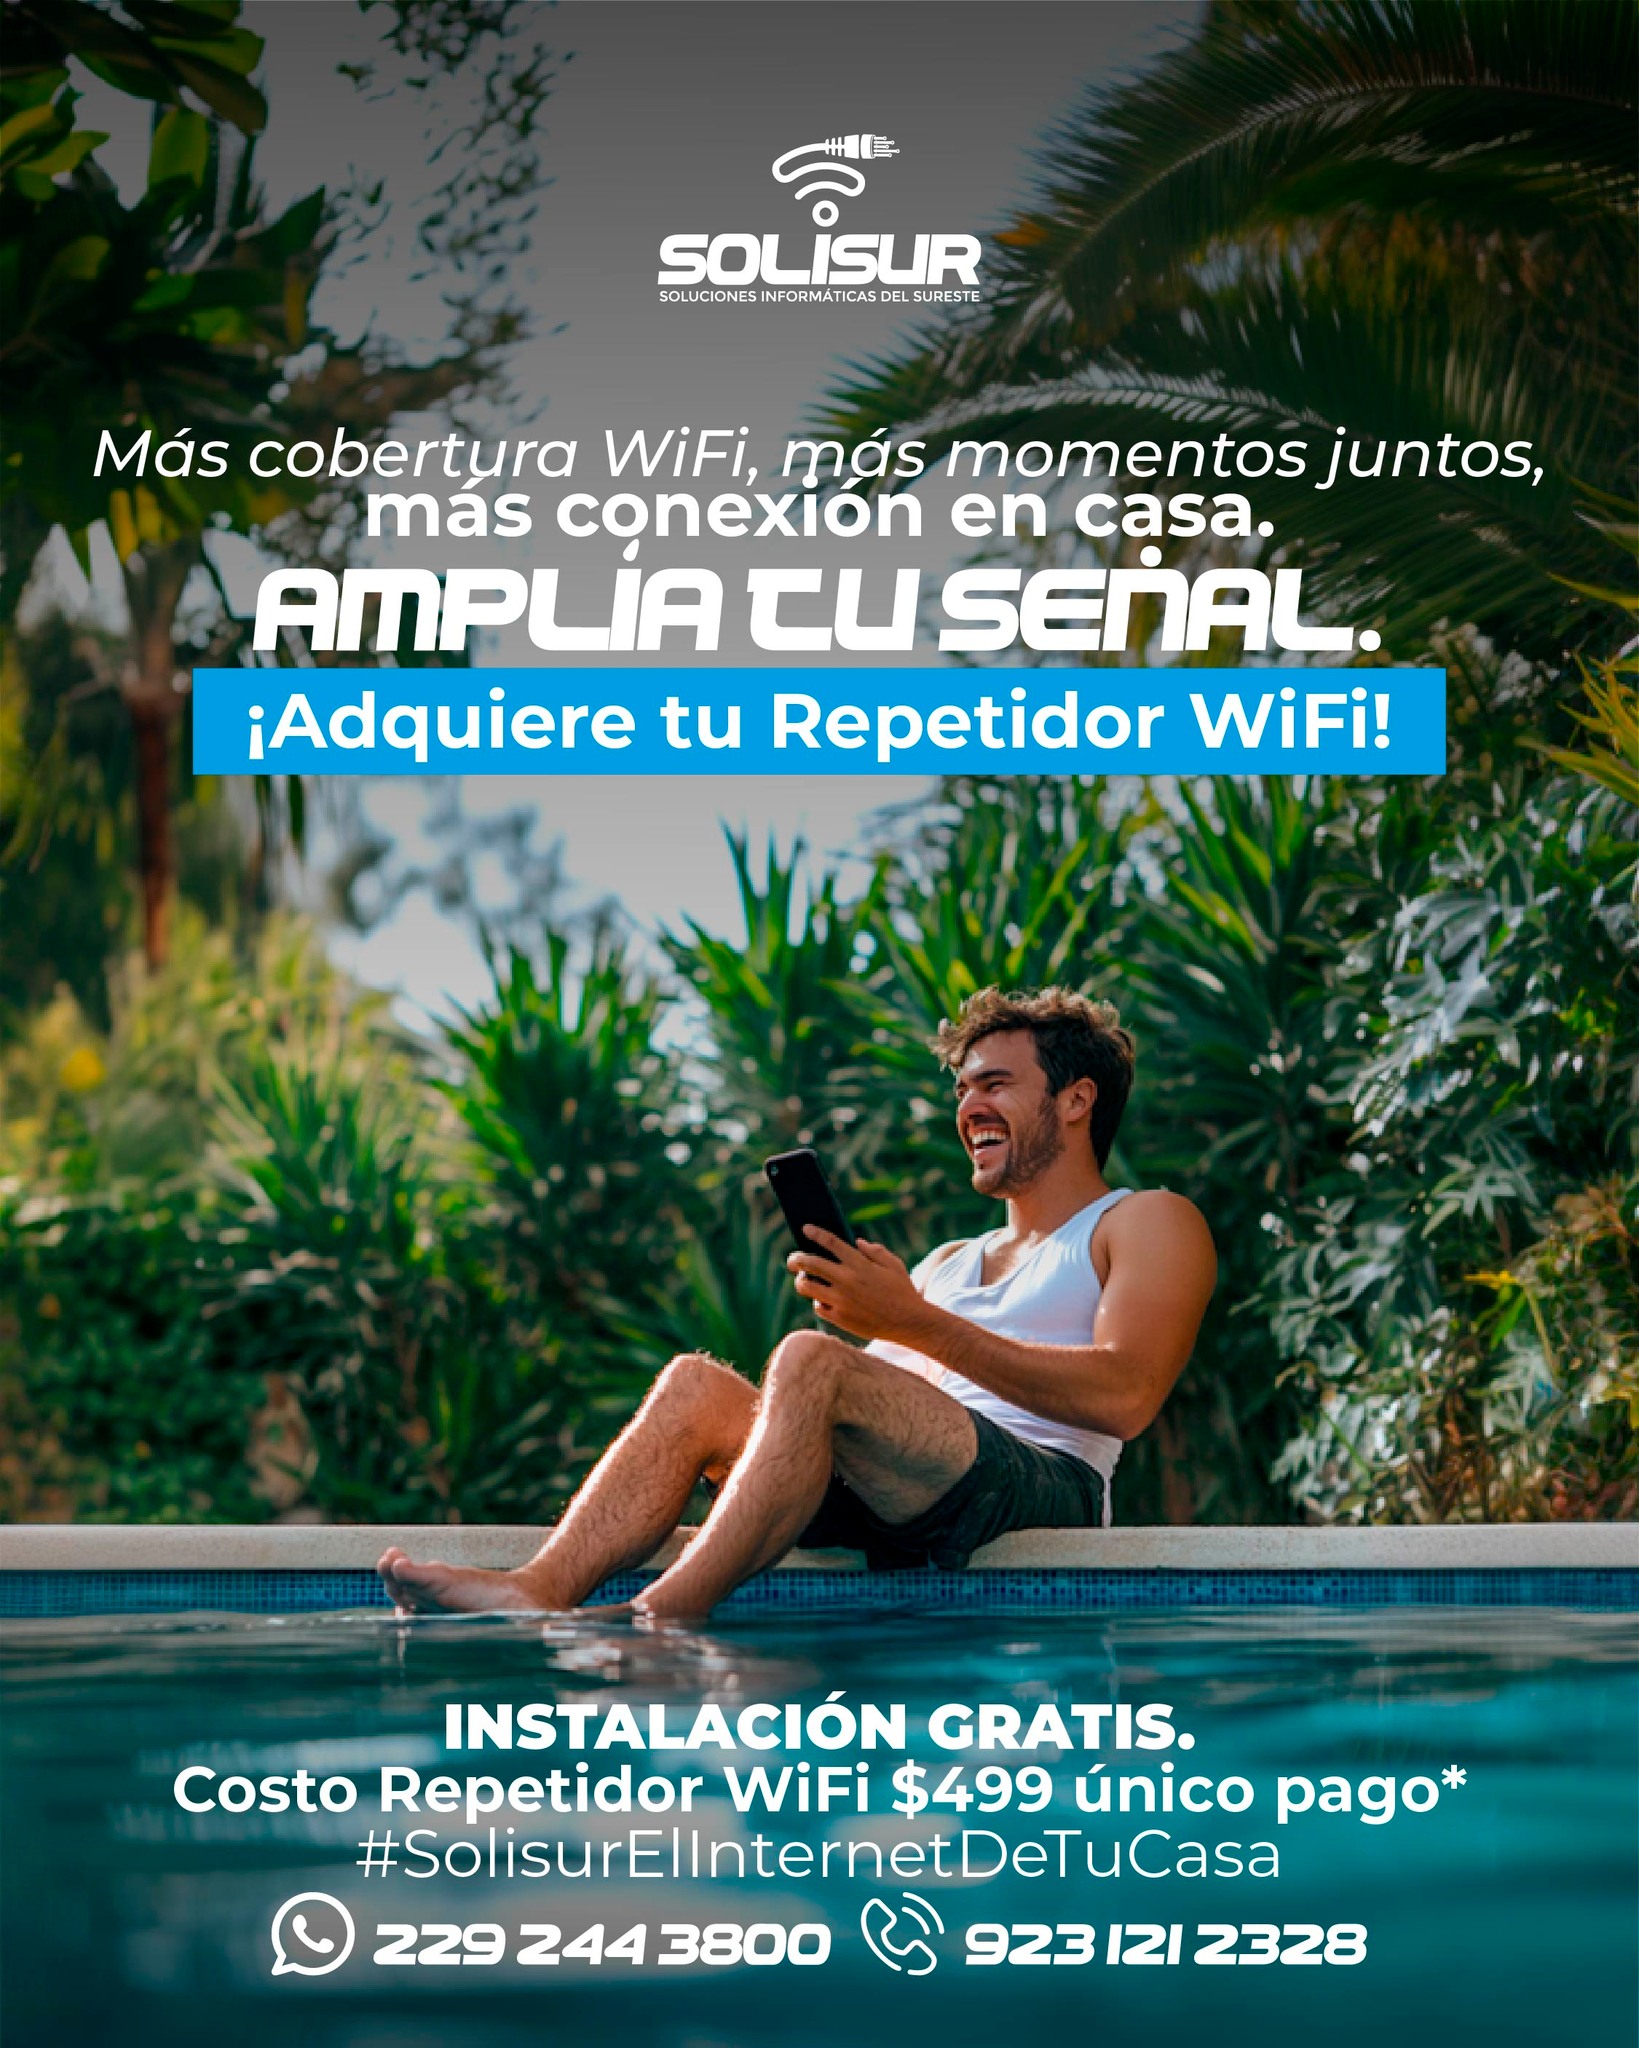 SOLISUR
SOLUCIONES INFORMÁTICAS DEL SURESTE
Más cobertura WiFi, más momentos juntos,
más conexión en casa.
AMPLÍA TU SEÑAL.
¡Adquiere tu Repetidor WiFi!
INSTALACIÓN GRATIS.
Costo Repetidor WiFi $499 único pago*
#SolisurElInternetDeTuCasa
229 244 3800 923 121 2328